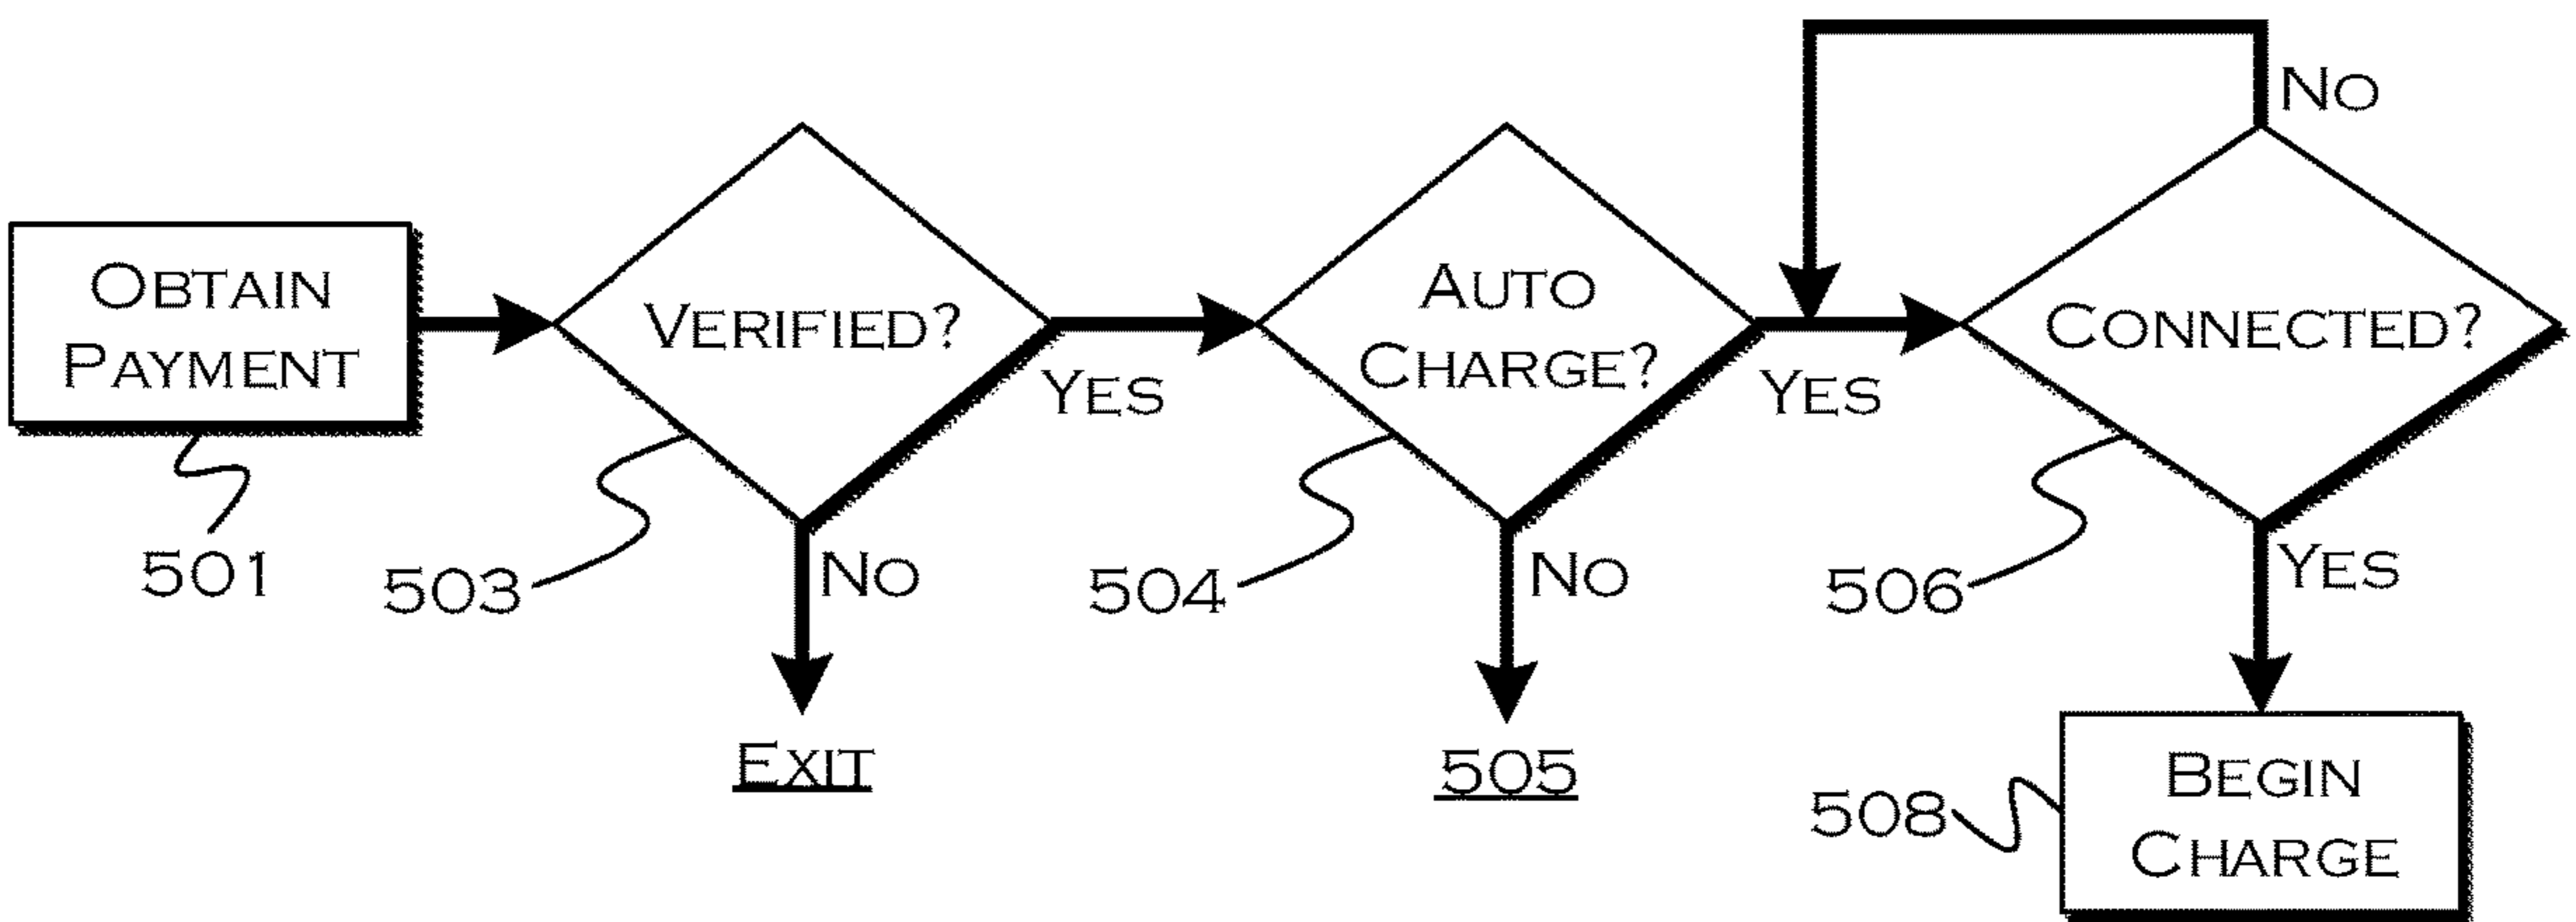 NO
OBTAIN
PAYMENT
VERIFIED?
YES
AUTO
CHARGE?
YES
CONNECTED?
501
503
NO
504
NO
506
YES
EXIT
505
508
BEGIN
CHARGE